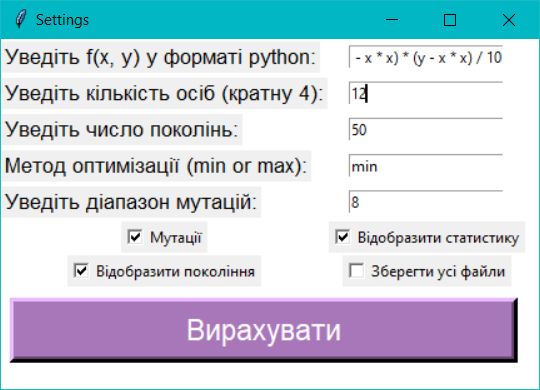 Settings
Уведіть f(x, y) у форматі python: - x * x) * (y - x * x) / 10
Уведіть кількість осіб (кратну 4): 12
Уведіть число поколінь: 50
Метод оптимізації (min or max): min
Уведіть діапазон мутацій: 8
Мутації Відобразити статистику
Відобразити покоління Зберегти усі файли
Вирахувати